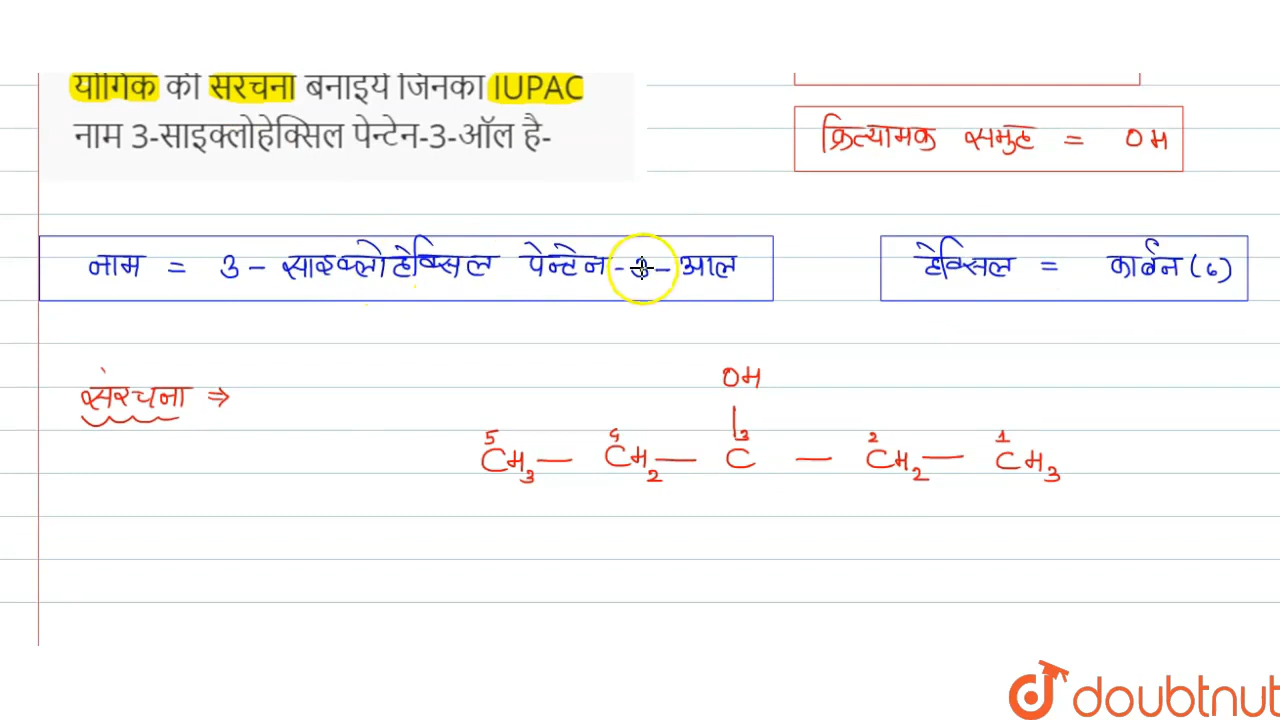 यौगिक की संरचना बनाइये जिनका IUPAC
नाम 3-साइक्लोहेक्सिल पेन्टेन-3-ऑल है-
क्रित्यामक समुह = OH
नाम = 3 - साइक्लोहेक्सिल पेन्टेन - 3 - आल
हेक्सिल = कार्बन (6)
संरचना ⇒
OH
5 4 3 2 1
CH3 — CH2 — C — CH2 — CH3
doubtnut